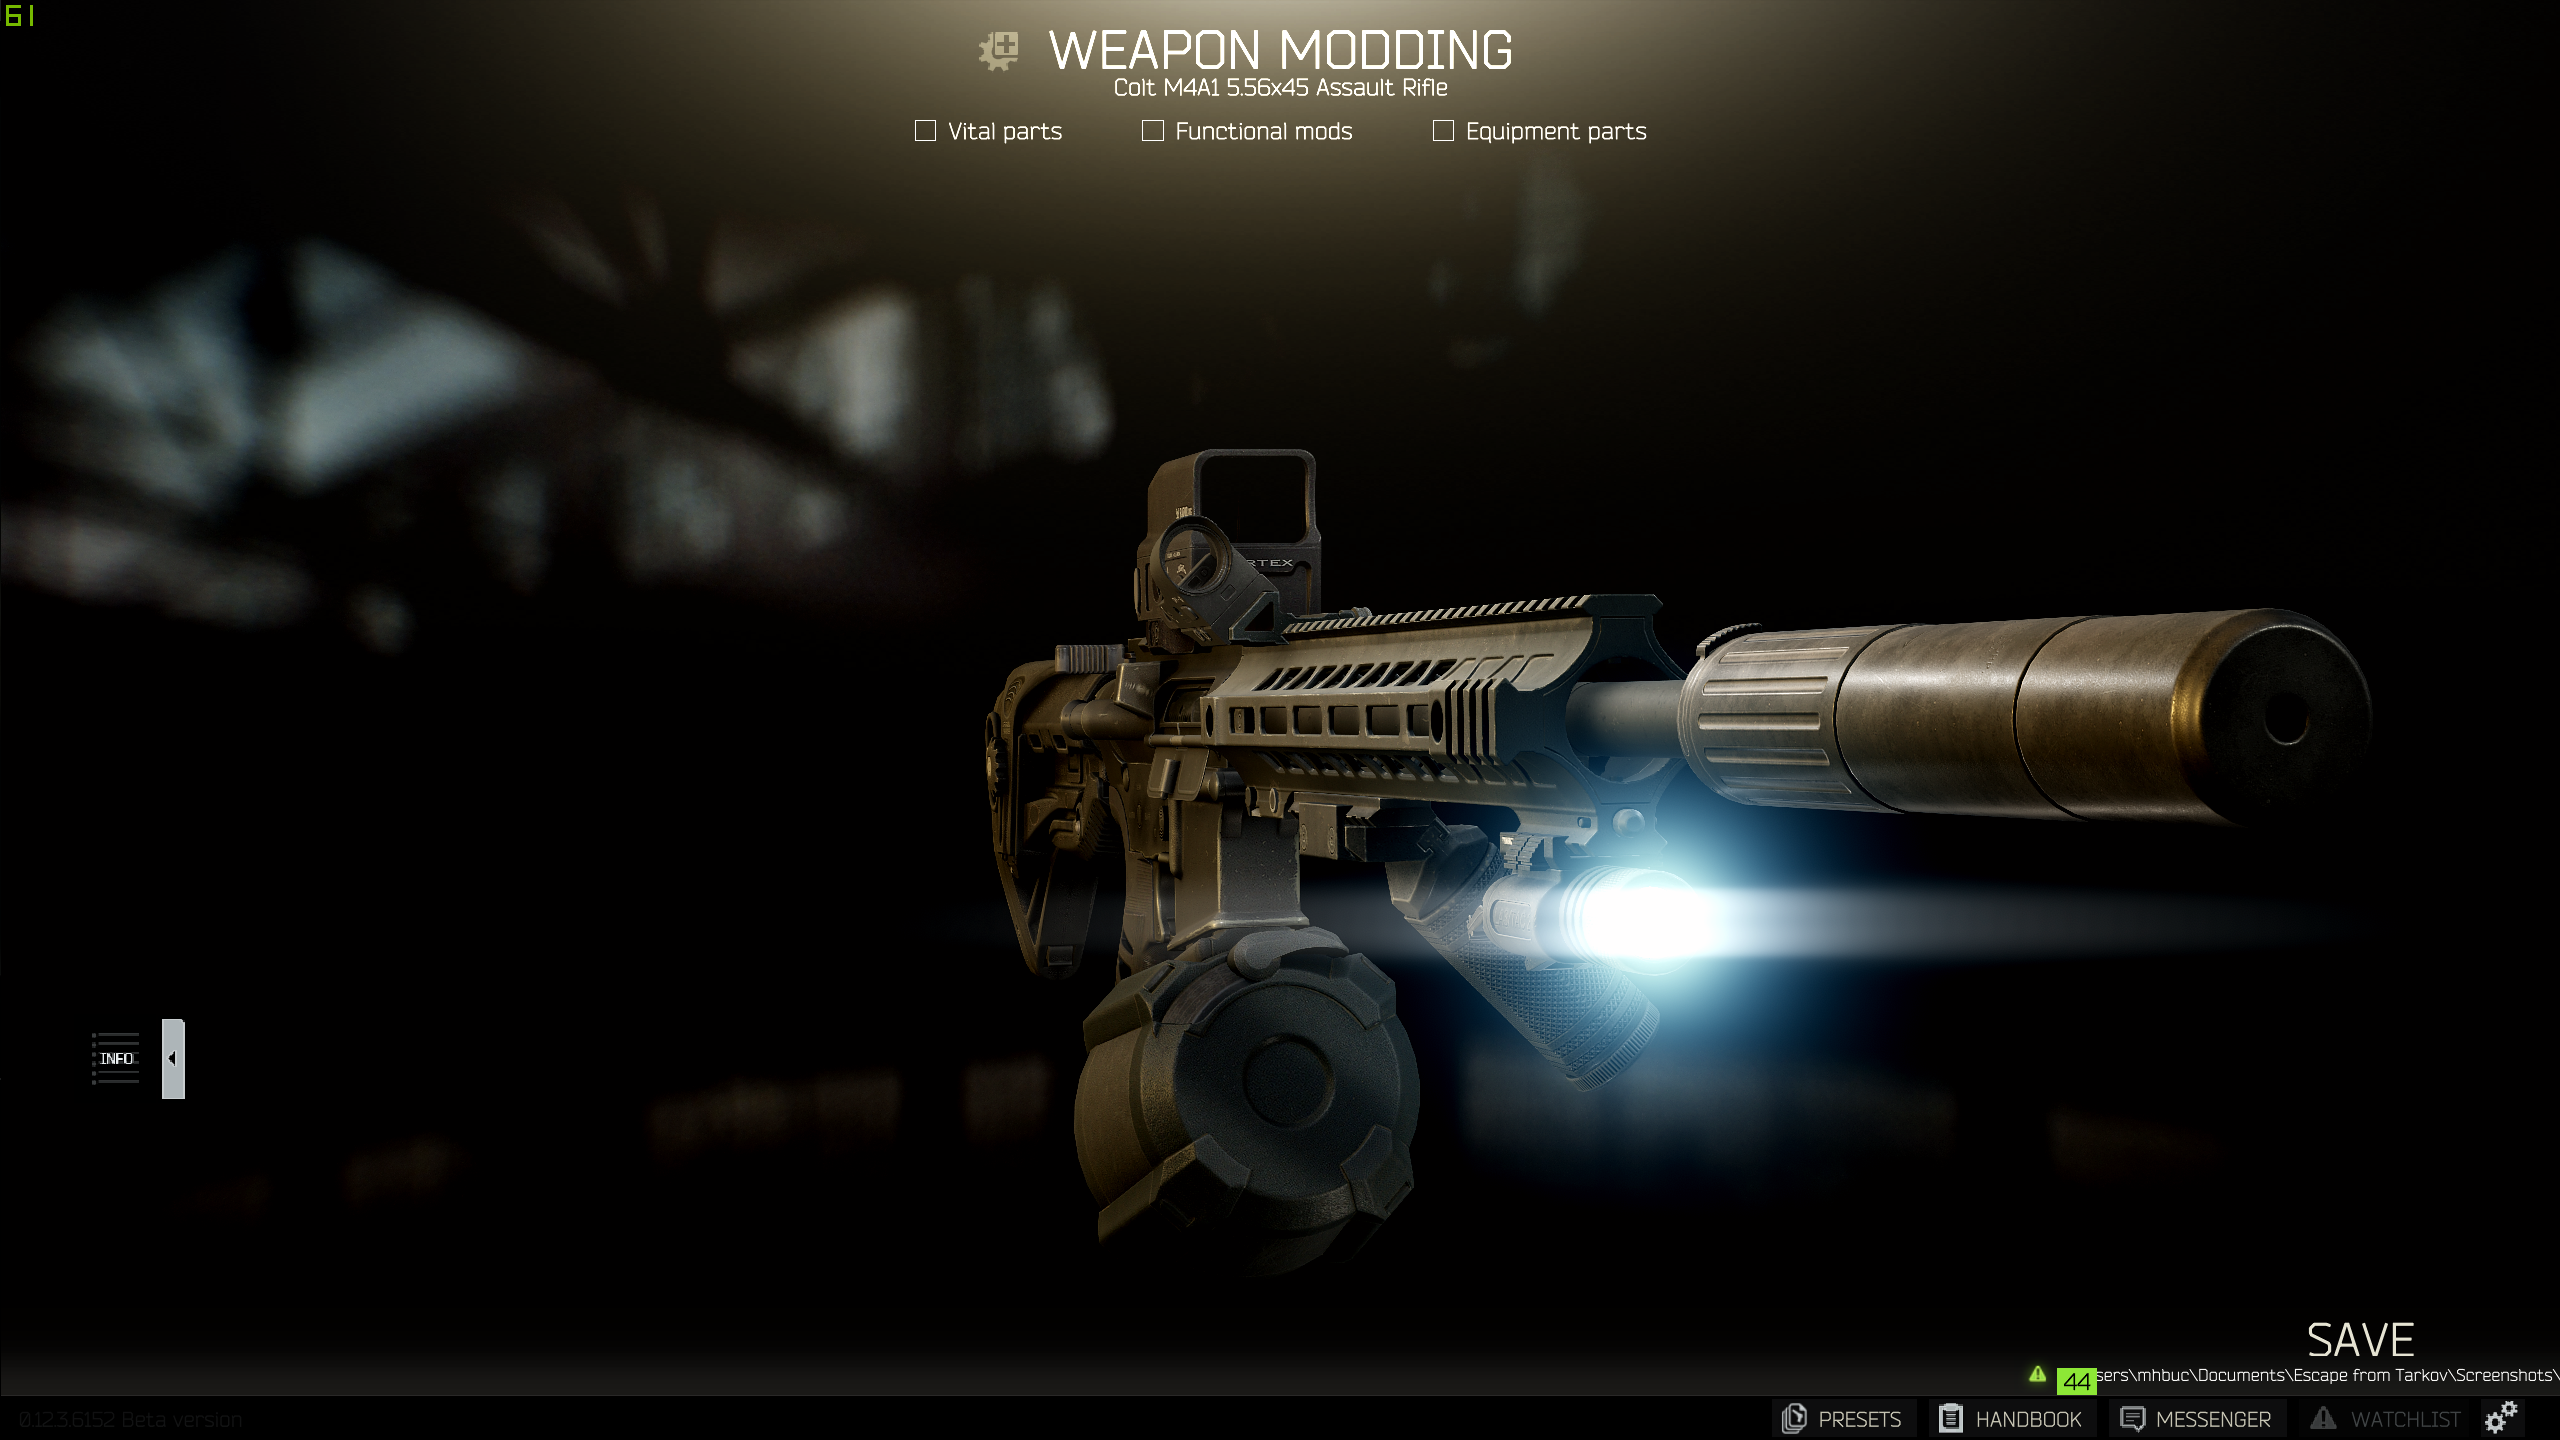 61
WEAPON MODDING
Colt M4A1 5.56x45 Assault Rifle
Vital parts
Functional mods
Equipment parts
RTEX
INFO
SAVE
44
sers\mhbuc\Documents\Escape from Tarkov\Screenshots\
0.12.3.6152 Beta version
PRESETS
HANDBOOK
MESSENGER
WATCHLIST